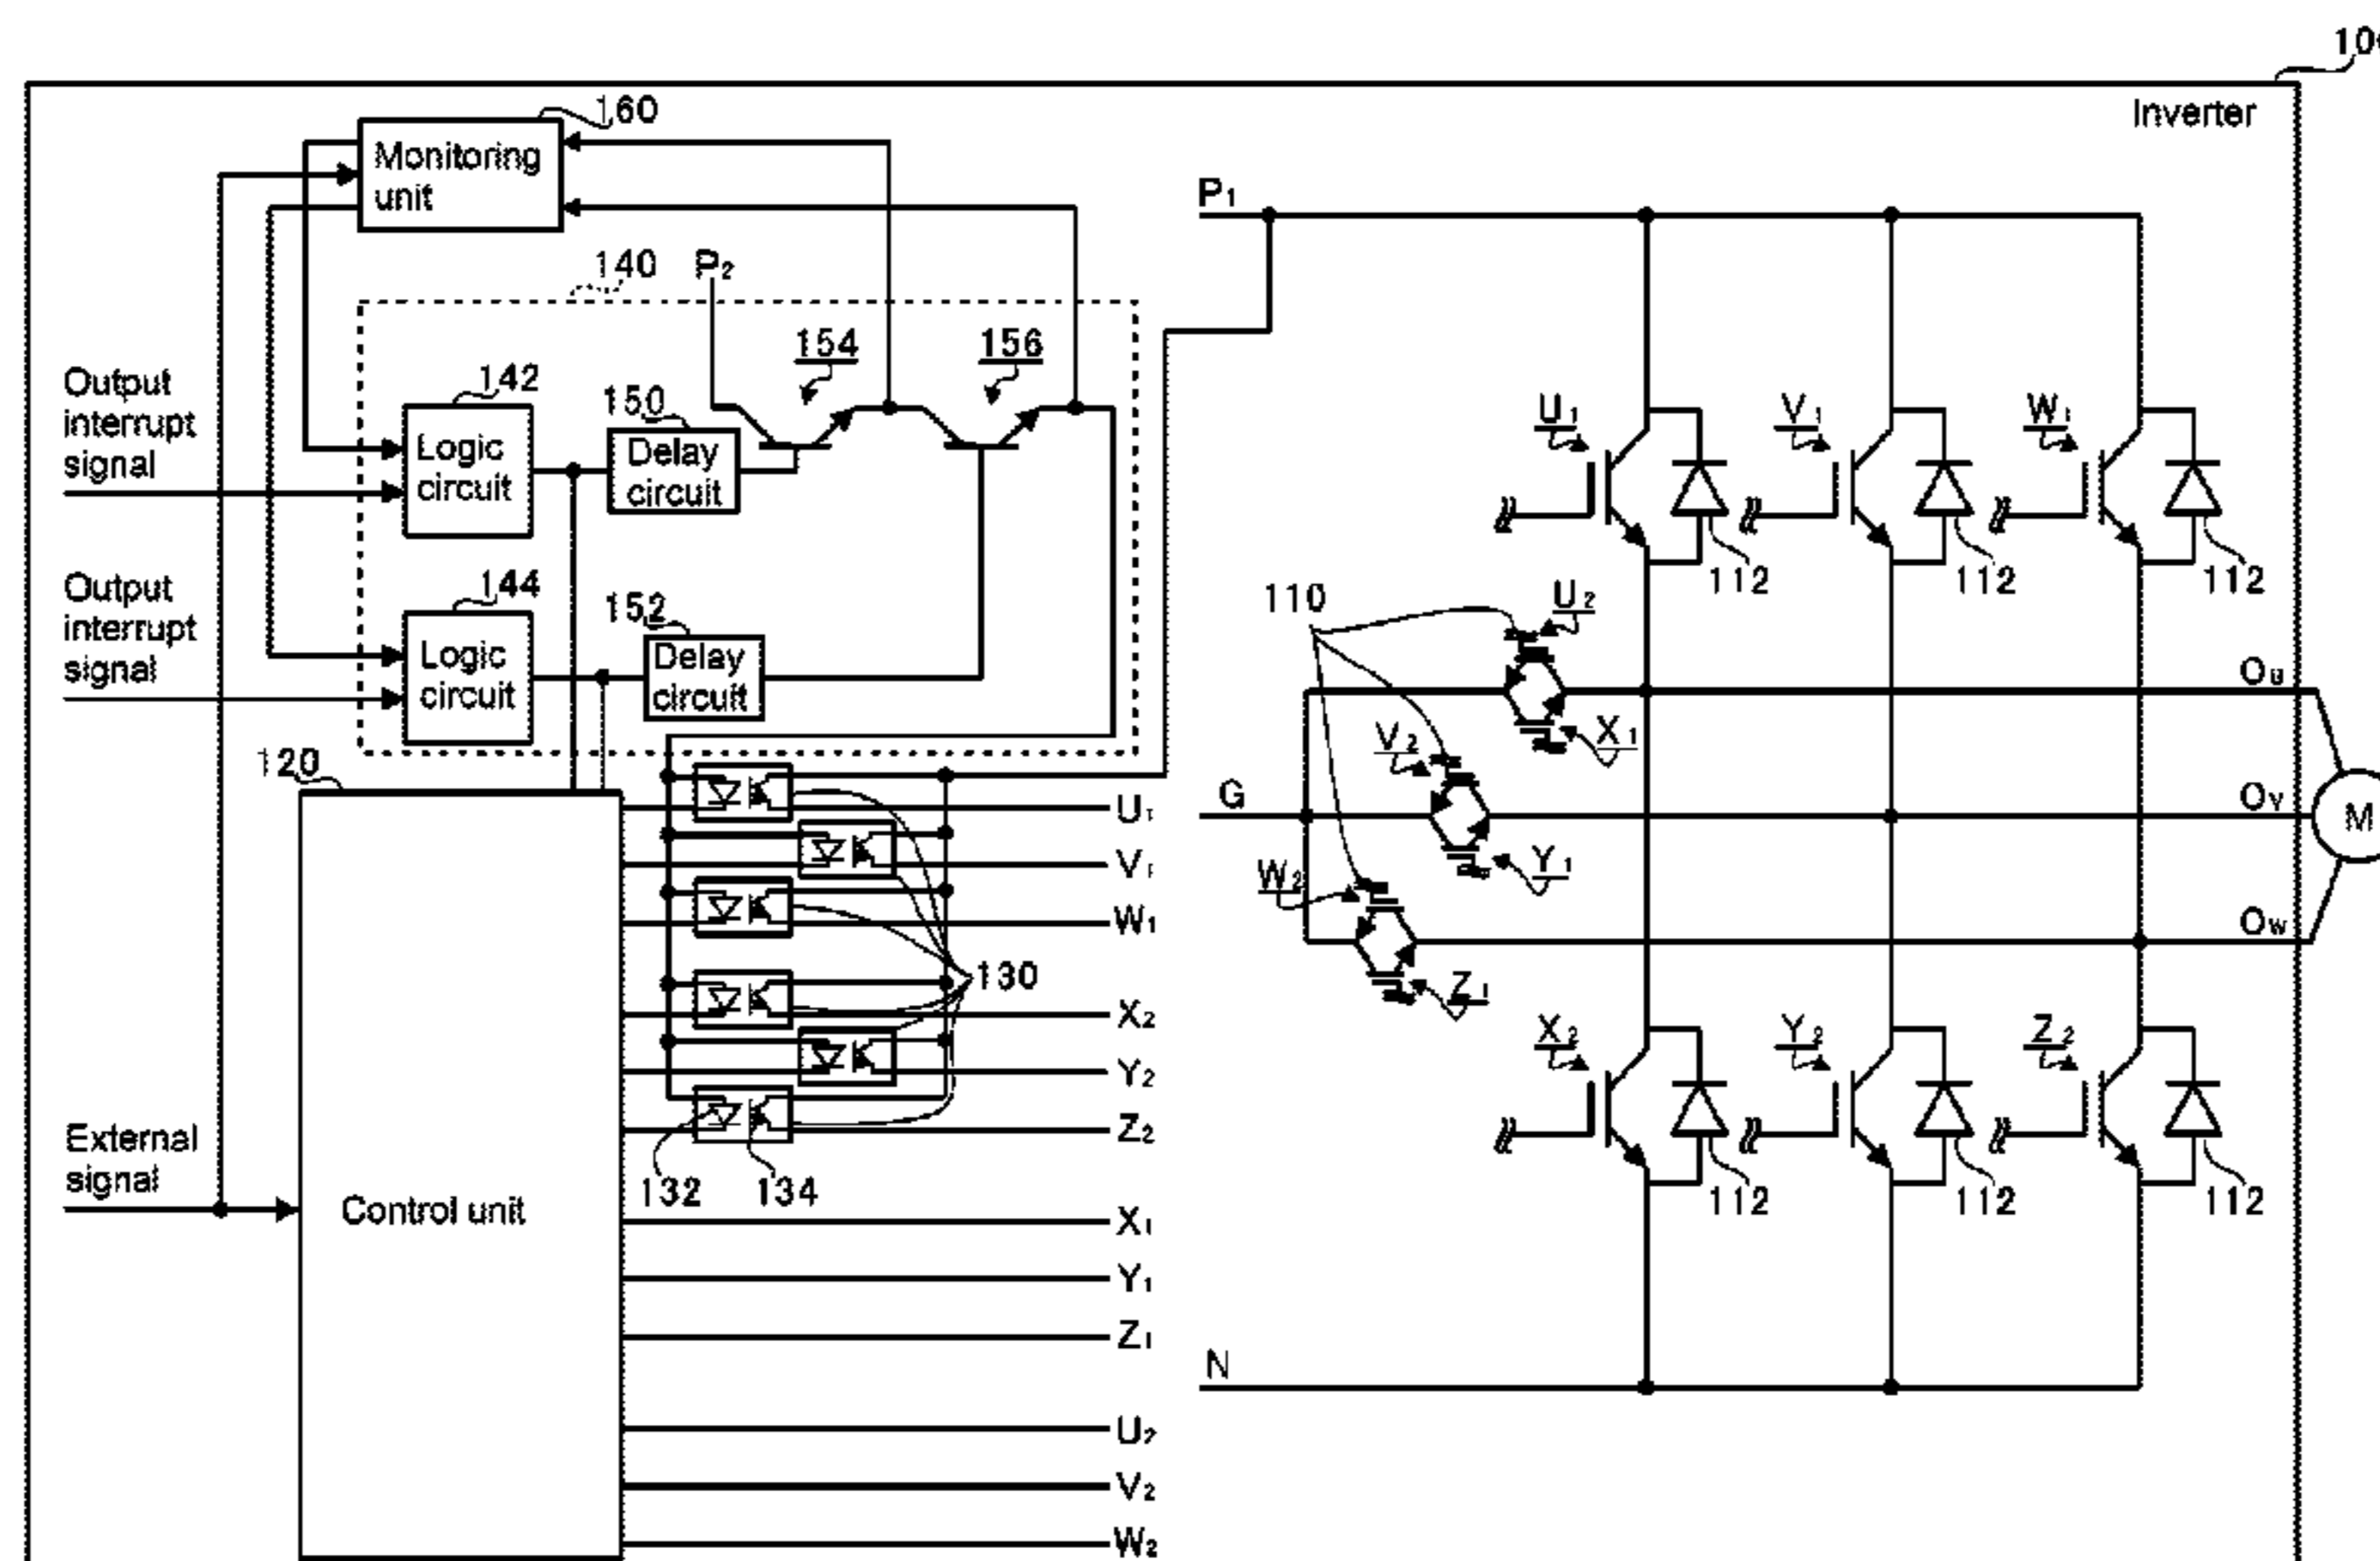 Inverter
160
Monitoring
unit
P1
140
P2
154
156
Output
interrupt
signal
142
Logic
circuit
150
Delay
circuit
U1
V1
W1
112
112
112
Output
interrupt
signal
144
Logic
circuit
152
Delay
circuit
110
U2
X1
OU
V2
G
Y1
OV
M
W2
Z1
OW
120
U1
V1
W1
130
X2
Y2
Z2
132
134
X2
Y2
Z2
112
112
112
External
signal
Control unit
X1
Y1
Z1
N
U2
V2
W2